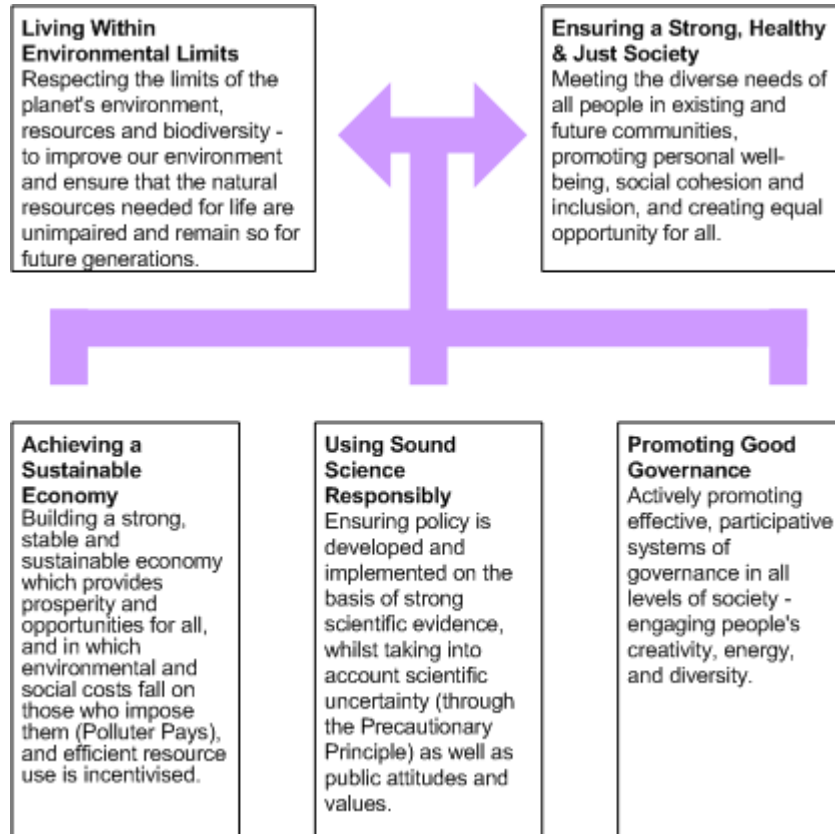 Living Within
Environmental Limits
Respecting the limits of the
planet's environment,
resources and biodiversity -
to improve our environment
and ensure that the natural
resources needed for life are
unimpaired and remain so for
future generations.
Ensuring a Strong, Healthy
& Just Society
Meeting the diverse needs of
all people in existing and
future communities,
promoting personal well-
being, social cohesion and
inclusion, and creating equal
opportunity for all.
Achieving a
Sustainable
Economy
Building a strong,
stable and
sustainable economy
which provides
prosperity and
opportunities for all,
and in which
environmental and
social costs fall on
those who impose
them (Polluter Pays),
and efficient resource
use is incentivised.
Using Sound
Science
Responsibly
Ensuring policy is
developed and
implemented on the
basis of strong
scientific evidence,
whilst taking into
account scientific
uncertainty (through
the Precautionary
Principle) as well as
public attitudes and
values.
Promoting Good
Governance
Actively promoting
effective, participative
systems of
governance in all
levels of society -
engaging people's
creativity, energy,
and diversity.